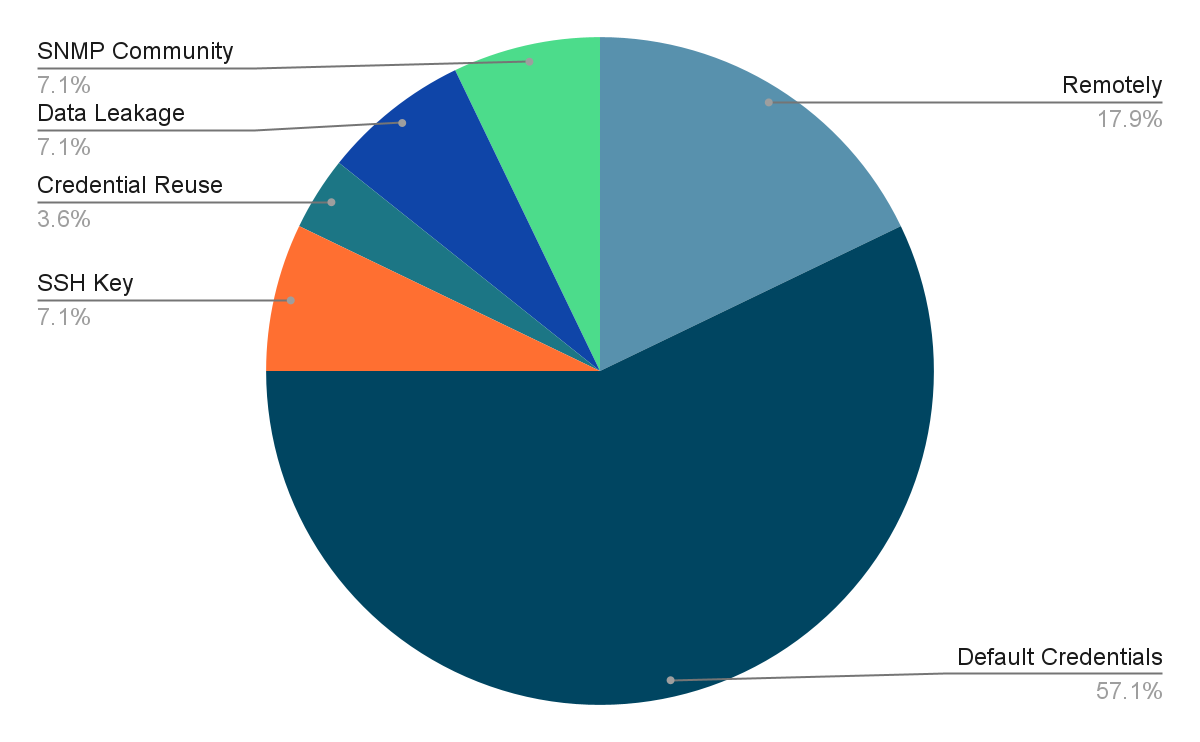 SNMP Community
7.1%
Data Leakage
7.1%
Credential Reuse
3.6%
SSH Key
7.1%
Remotely
17.9%
Default Credentials
57.1%